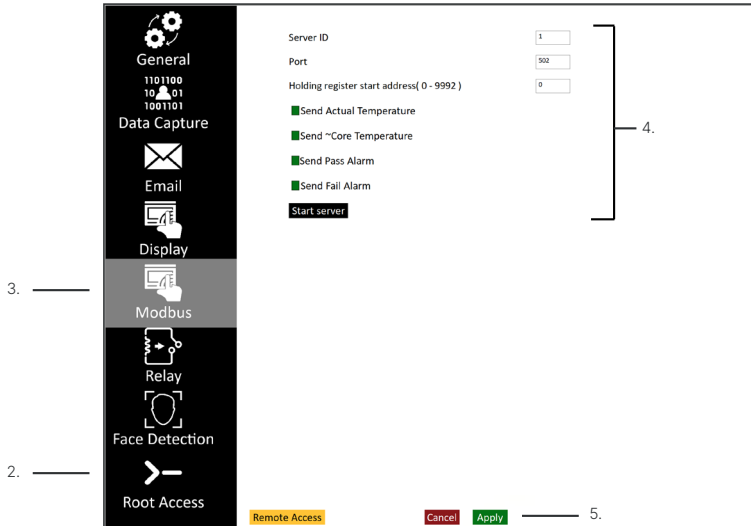 General
1101100
10 01
1001101
Data Capture
Email
Display
3.
Modbus
Relay
Face Detection
2.
Root Access
Server ID
1
Port
502
Holding register start address( 0 - 9992 )
0
Send Actual Temperature
Send ~Core Temperature
Send Pass Alarm
Send Fail Alarm
Start server
4.
Remote Access
Cancel
Apply
5.